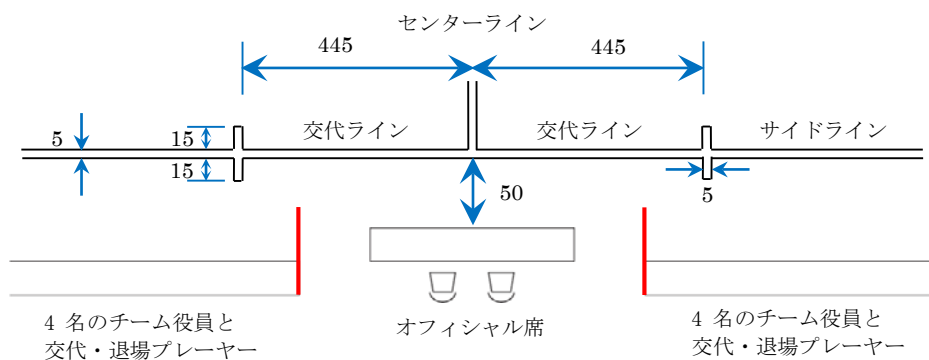 センターライン
445
445
5
15
交代ライン
交代ライン
サイドライン
15
50
5
4 名のチーム役員と
交代・退場プレーヤー
オフィシャル席
4 名のチーム役員と
交代・退場プレーヤー